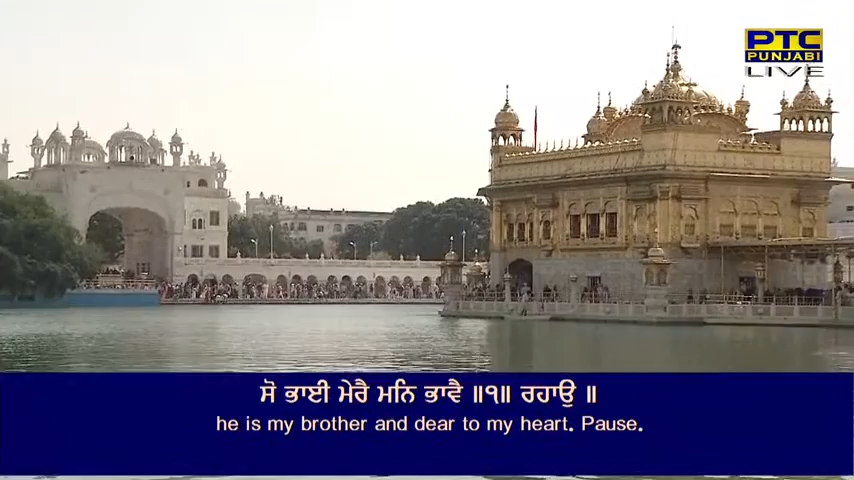 PTC
PUNJABI
LIVE
ਸੋ ਭਾਈ ਮੇਰੈ ਮਨਿ ਭਾਵੈ ॥੧॥ ਰਹਾਉ ॥
he is my brother and dear to my heart. Pause.